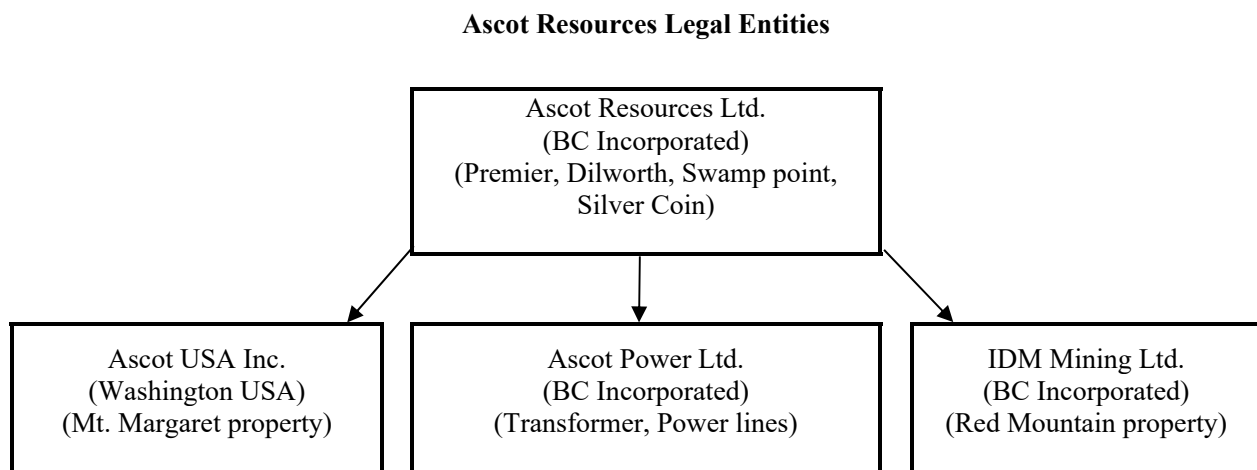 Ascot Resources Legal Entities
Ascot Resources Ltd.
(BC Incorporated)
(Premier, Dilworth, Swamp point,
Silver Coin)
Ascot USA Inc.
(Washington USA)
(Mt. Margaret property)
Ascot Power Ltd.
(BC Incorporated)
(Transformer, Power lines)
IDM Mining Ltd.
(BC Incorporated)
(Red Mountain property)